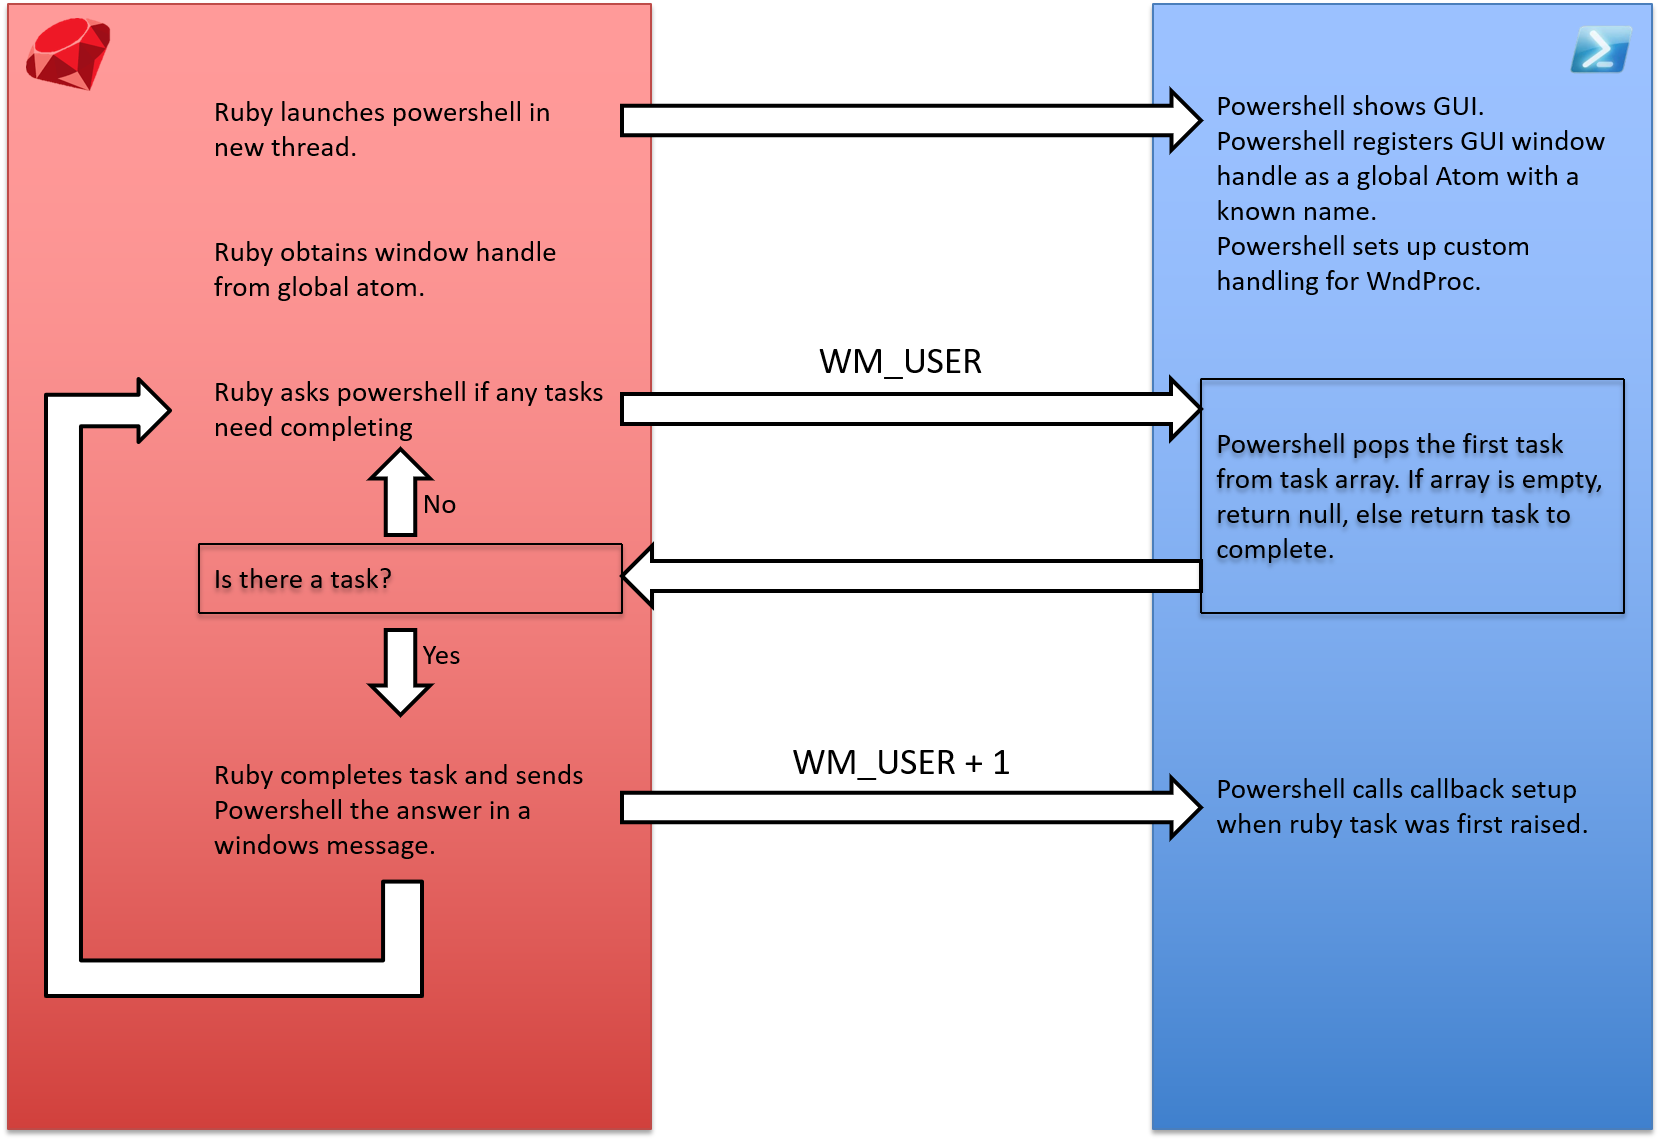 Ruby launches powershell in
new thread.
Powershell shows GUI.
Powershell registers GUI window
handle as a global Atom with a
known name.
Powershell sets up custom
handling for WndProc.
Ruby obtains window handle
from global atom.
WM_USER
Ruby asks powershell if any tasks
need completing
Powershell pops the first task
from task array. If array is empty,
return null, else return task to
complete.
No
Is there a task?
Yes
WM_USER + 1
Ruby completes task and sends
Powershell the answer in a
windows message.
Powershell calls callback setup
when ruby task was first raised.